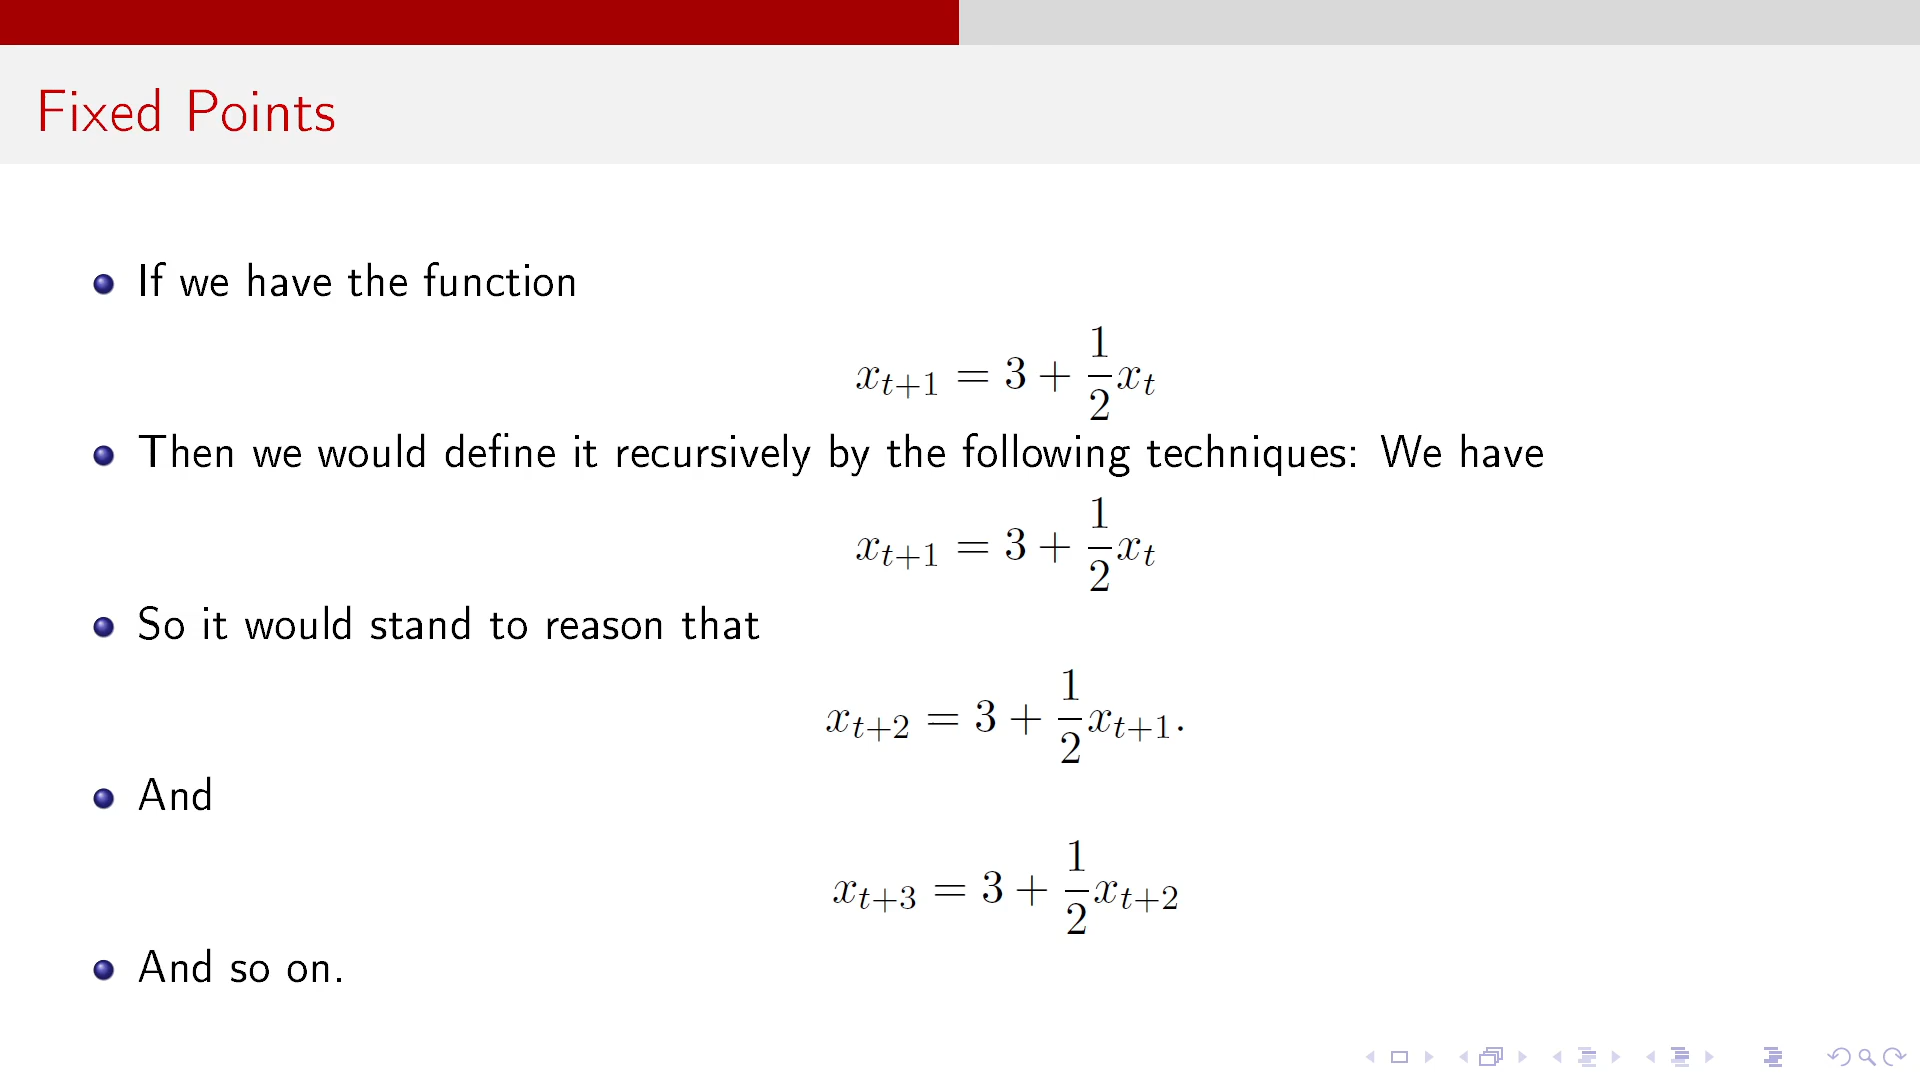 Fixed Points
If we have the function
x_{t+1} = 3 + \frac{1}{2}x_t
Then we would define it recursively by the following techniques: We have
x_{t+1} = 3 + \frac{1}{2}x_t
So it would stand to reason that
x_{t+2} = 3 + \frac{1}{2}x_{t+1}.
And
x_{t+3} = 3 + \frac{1}{2}x_{t+2}
And so on.